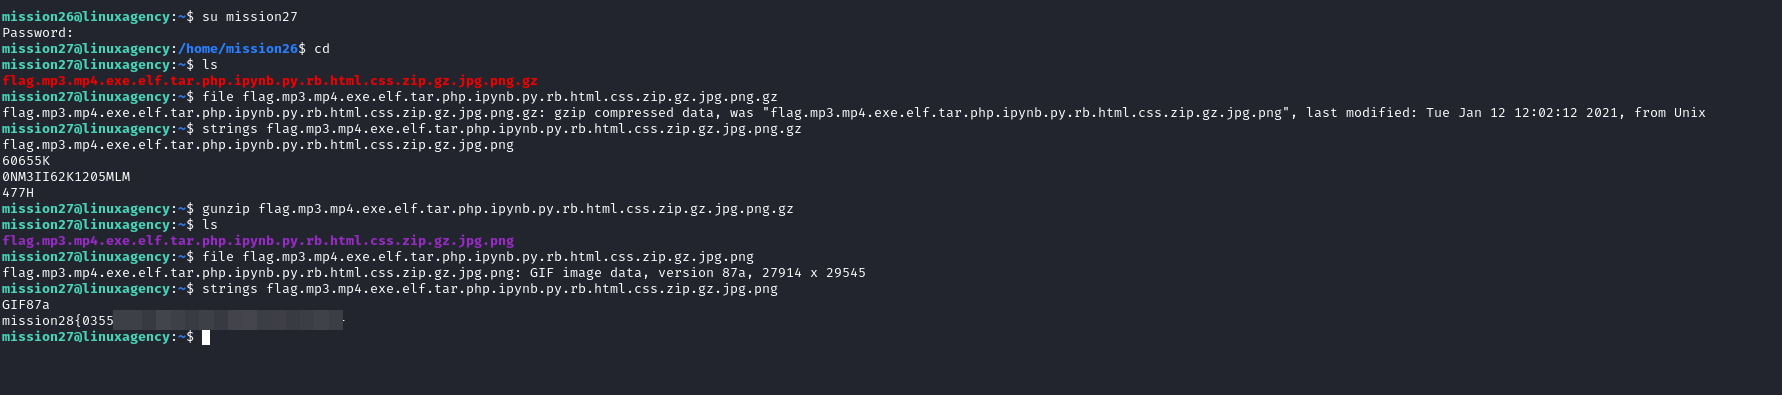 mission26@linuxagency:~$ su mission27
Password:
mission27@linuxagency:/home/mission26$ cd
mission27@linuxagency:~$ ls
flag.mp3.mp4.exe.elf.tar.php.ipynb.py.rb.html.css.zip.gz.jpg.png.gz
mission27@linuxagency:~$ file flag.mp3.mp4.exe.elf.tar.php.ipynb.py.rb.html.css.zip.gz.jpg.png.gz
flag.mp3.mp4.exe.elf.tar.php.ipynb.py.rb.html.css.zip.gz.jpg.png.gz: gzip compressed data, was "flag.mp3.mp4.exe.elf.tar.php.ipynb.py.rb.html.css.zip.gz.jpg.png", last modified: Tue Jan 12 12:02:12 2021, from Unix
mission27@linuxagency:~$ strings flag.mp3.mp4.exe.elf.tar.php.ipynb.py.rb.html.css.zip.gz.jpg.png.gz
flag.mp3.mp4.exe.elf.tar.php.ipynb.py.rb.html.css.zip.gz.jpg.png
60655K
0NM3II62K1205MLM
477H
mission27@linuxagency:~$ gunzip flag.mp3.mp4.exe.elf.tar.php.ipynb.py.rb.html.css.zip.gz.jpg.png.gz
mission27@linuxagency:~$ ls
flag.mp3.mp4.exe.elf.tar.php.ipynb.py.rb.html.css.zip.gz.jpg.png
mission27@linuxagency:~$ file flag.mp3.mp4.exe.elf.tar.php.ipynb.py.rb.html.css.zip.gz.jpg.png
flag.mp3.mp4.exe.elf.tar.php.ipynb.py.rb.html.css.zip.gz.jpg.png: GIF image data, version 87a, 27914 x 29545
mission27@linuxagency:~$ strings flag.mp3.mp4.exe.elf.tar.php.ipynb.py.rb.html.css.zip.gz.jpg.png
GIF87a
mission28{0355
mission27@linuxagency:~$